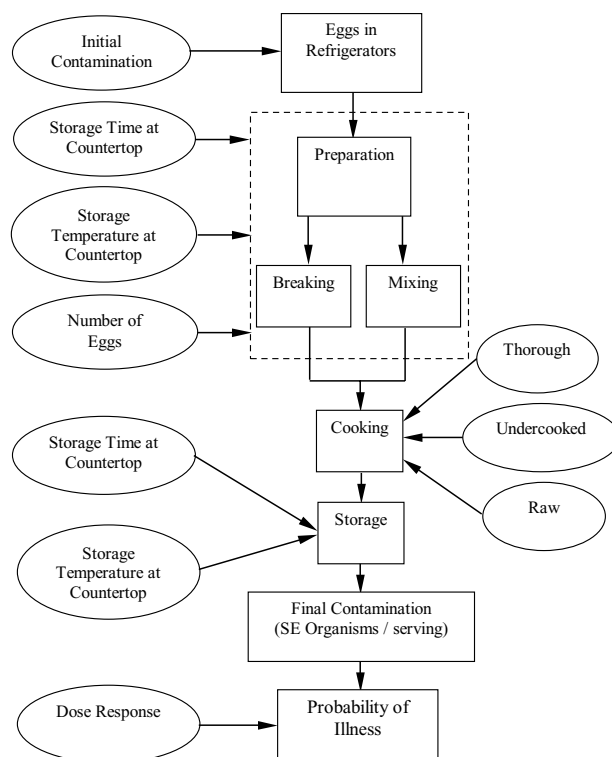 Initial
Contamination
Eggs in
Refrigerators
Storage Time at
Countertop
Preparation
Storage
Temperature at
Countertop
Breaking
Mixing
Number of
Eggs
Thorough
Cooking
Undercooked
Storage Time at
Countertop
Raw
Storage
Storage
Temperature at
Countertop
Final Contamination
(SE Organisms / serving)
Dose Response
Probability of
Illness